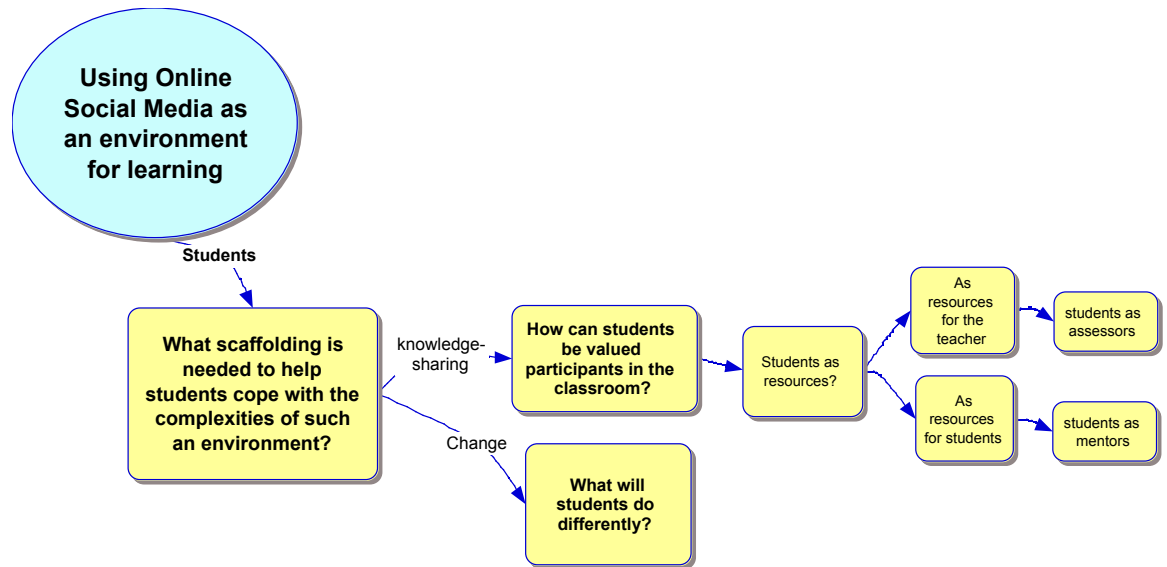 Using Online
Social Media as
an environment
for learning
Students
What scaffolding is
needed to help
students cope with the
complexities of such
an environment?
knowledge-
sharing
Change
How can students
be valued
participants in the
classroom?
What will
students do
differently?
Students as
resources?
As
resources
for the
teacher
students as
assessors
As
resources
for students
students as
mentors